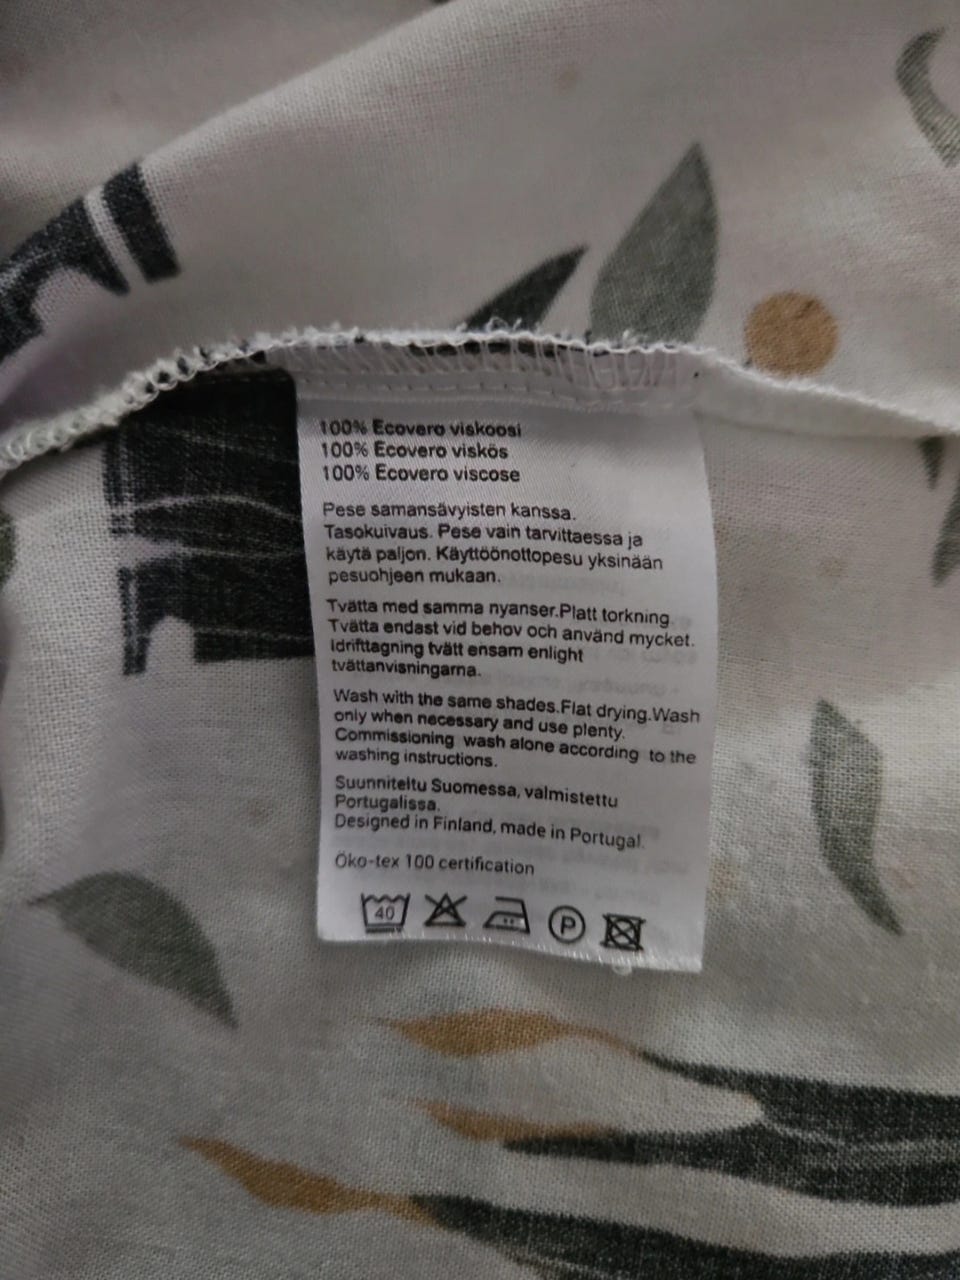 100% Ecovero viskoosi
100% Ecovero viskös
100% Ecovero viscose
Pese samansävyisten kanssa.
Tasokuivaus. Pese vain tarvittaessa ja
käytä paljon. Käyttöönottopesu yksinään
pesuohjeen mukaan.
Tvätta med samma nyanser.Platt torkning.
Tvätta endast vid behov och använd mycket.
Idrifttagning tvätt ensam enlight
tvättanvisningarna.
Wash with the same shades.Flat drying.Wash
only when necessary and use plenty.
Commissioning wash alone according to the
washing instructions.
Suunniteltu Suomessa, valmistettu
Portugalissa.
Designed in Finland, made in Portugal.
Öko-tex 100 certification
40 P